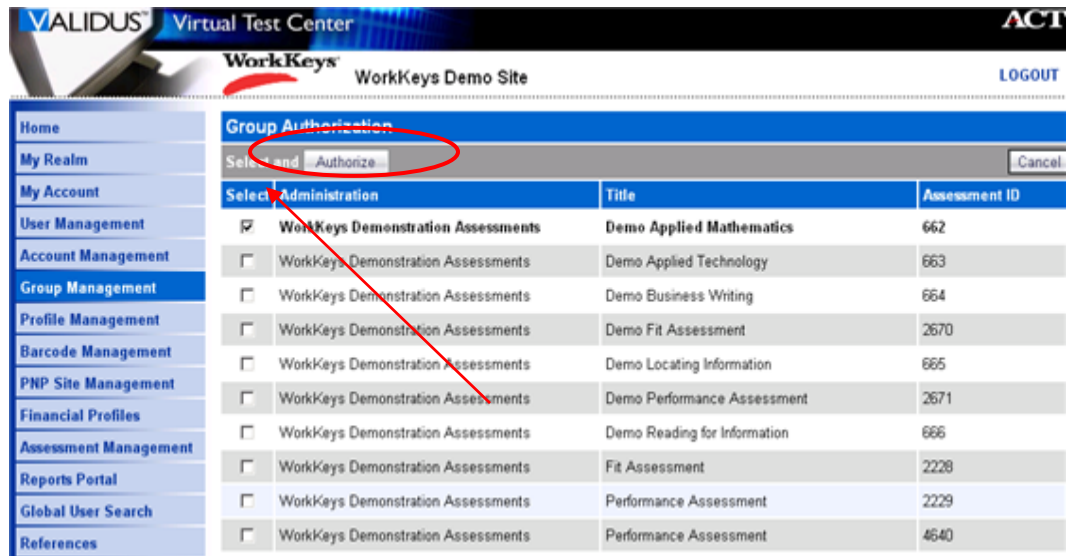 VALIDUS™ Virtual Test Center ACT
WorkKeys® WorkKeys Demo Site LOGOUT
Home
My Realm
My Account
User Management
Account Management
Group Management
Profile Management
Barcode Management
PNP Site Management
Financial Profiles
Assessment Management
Reports Portal
Global User Search
References
Group Authorization
Select and Authorize Cancel
Select Administration Title Assessment ID
WorkKeys Demonstration Assessments Demo Applied Mathematics 662
WorkKeys Demonstration Assessments Demo Applied Technology 663
WorkKeys Demonstration Assessments Demo Business Writing 664
WorkKeys Demonstration Assessments Demo Fit Assessment 2670
WorkKeys Demonstration Assessments Demo Locating Information 665
WorkKeys Demonstration Assessments Demo Performance Assessment 2671
WorkKeys Demonstration Assessments Demo Reading for Information 666
WorkKeys Demonstration Assessments Fit Assessment 2228
WorkKeys Demonstration Assessments Performance Assessment 2229
WorkKeys Demonstration Assessments Performance Assessment 4640